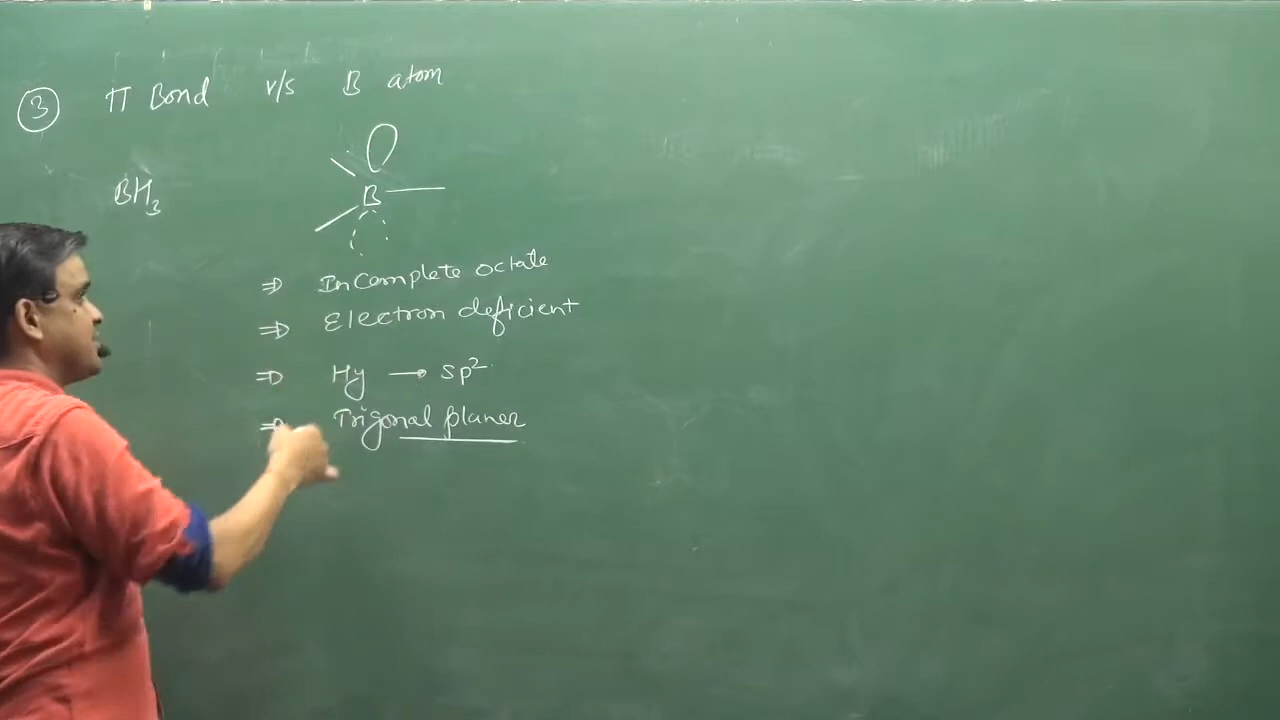 ③ π Bond v/s B atom
BH₃
B
⇒ Incomplete octate
⇒ Electron deficient
⇒ Hy → sp²
⇒ Trigonal planer